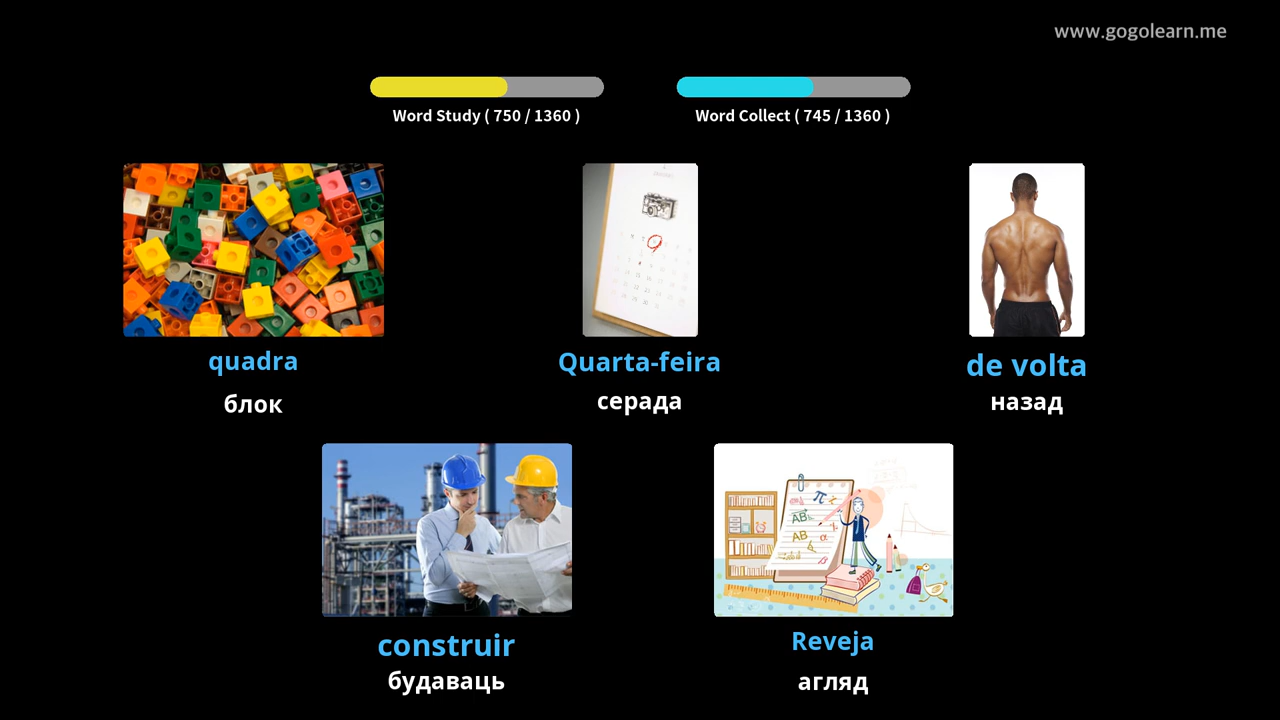 www.gogolearn.me
Word Study ( 750 / 1360 )
Word Collect ( 745 / 1360 )
quadra
блок
Quarta-feira
серада
de volta
назад
construir
будаваць
Reveja
агляд